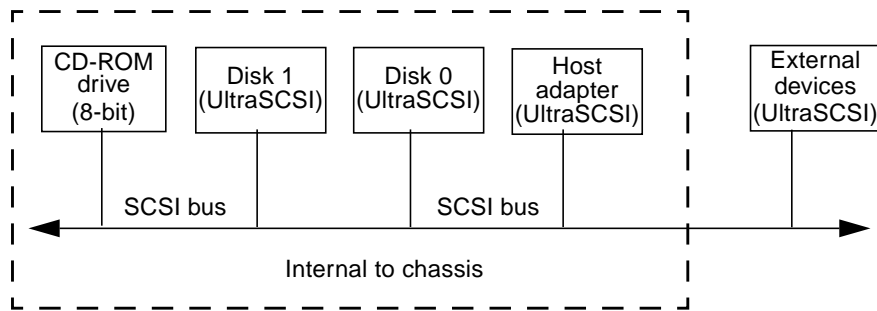 CD-ROM
drive
(8-bit)
Disk 1
(UltraSCSI)
Disk 0
(UltraSCSI)
Host
adapter
(UltraSCSI)
External
devices
(UltraSCSI)
SCSI bus
SCSI bus
Internal to chassis